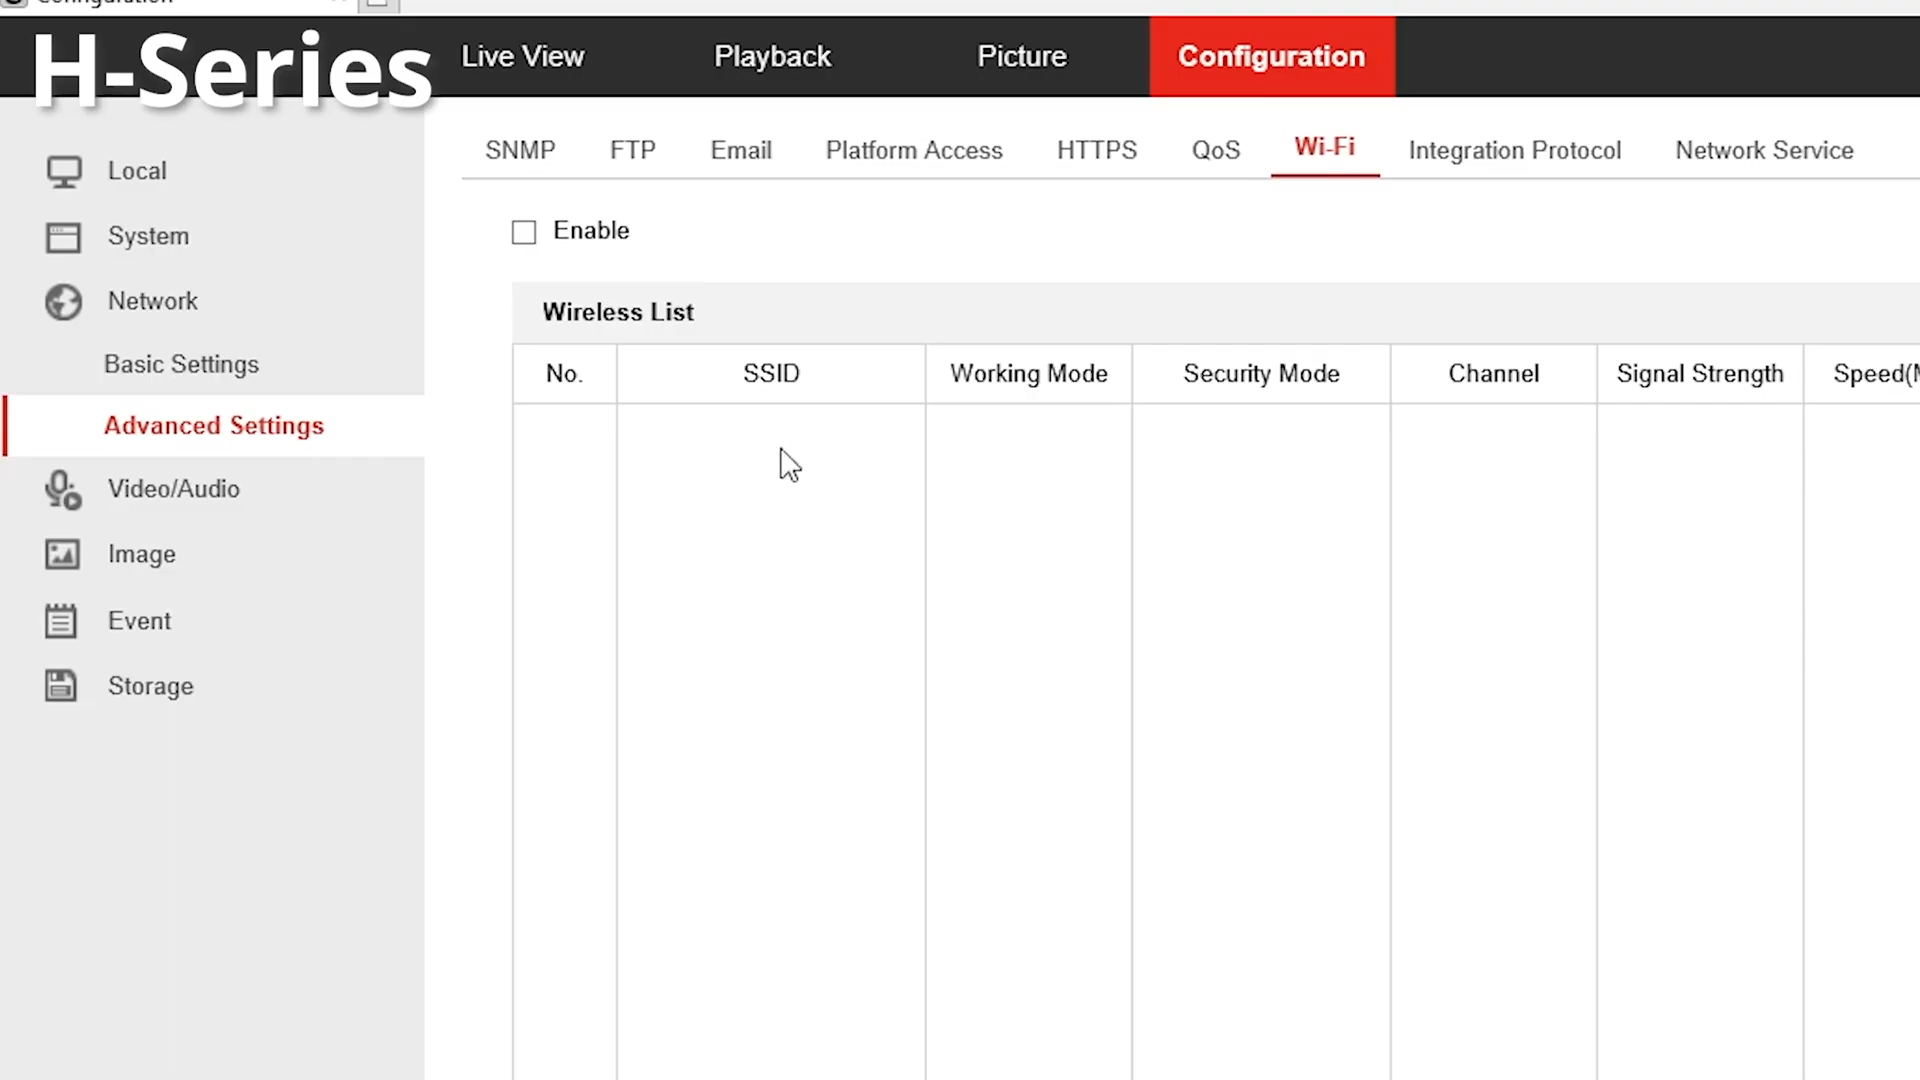 Configuration
H-Series
Live View
Playback
Picture
Configuration
SNMP
FTP
Email
Platform Access
HTTPS
QoS
Wi-Fi
Integration Protocol
Network Service
Local
System
Network
Basic Settings
Advanced Settings
Video/Audio
Image
Event
Storage
Enable
Wireless List
No.
SSID
Working Mode
Security Mode
Channel
Signal Strength
Speed(